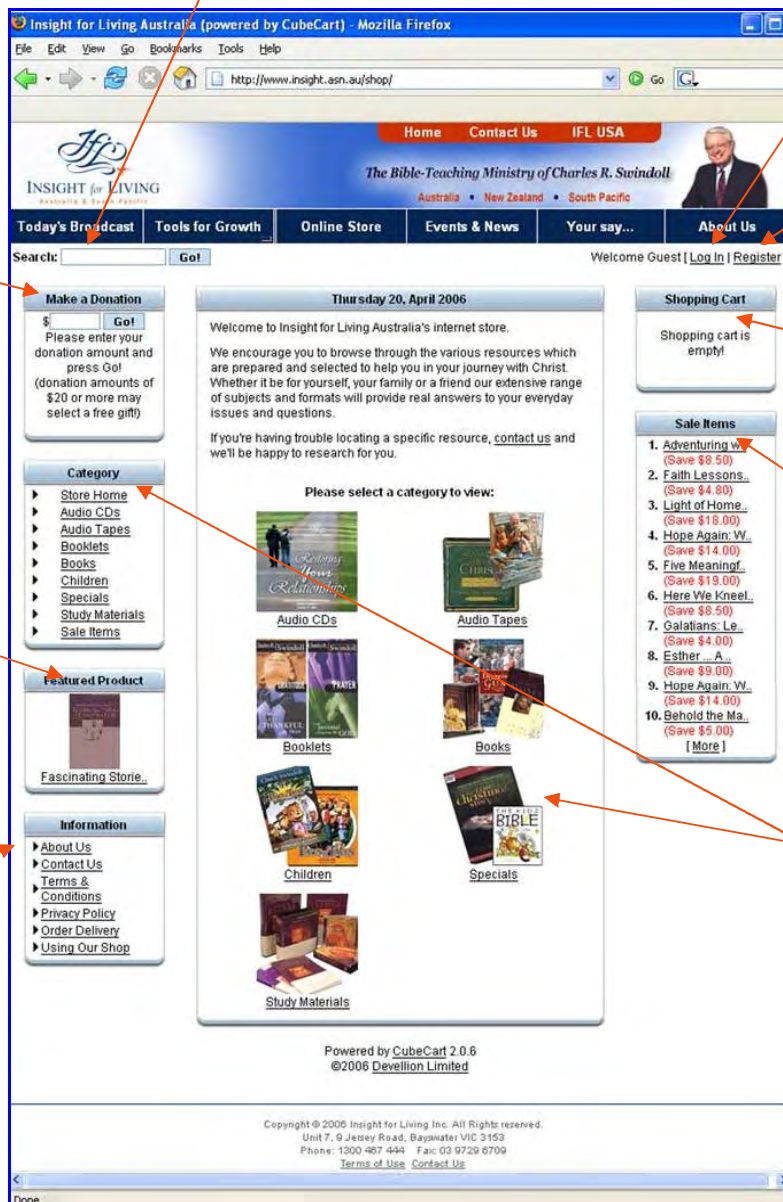 Insight for Living Australia (powered by CubeCart) - Mozilla Firefox
File Edit View Go Bookmarks Tools Help
http://www.insight.asn.au/shop/ Go
Home Contact Us IFL USA
IFL
INSIGHT for LIVING
Australia & South Pacific
The Bible-Teaching Ministry of Charles R. Swindoll
Australia • New Zealand • South Pacific
Today's Broadcast Tools for Growth Online Store Events & News Your say... About Us
Search: Go! Welcome Guest [ Log In | Register
Make a Donation
$ Go!
Please enter your
donation amount and
press Go!
(donation amounts of
$20 or more may
select a free gift!)
Category
Store Home
Audio CDs
Audio Tapes
Booklets
Books
Children
Specials
Study Materials
Sale Items
Featured Product
Fascinating Storie..
Information
About Us
Contact Us
Terms &
Conditions
Privacy Policy
Order Delivery
Using Our Shop
Thursday 20, April 2006
Welcome to Insight for Living Australia's internet store.
We encourage you to browse through the various resources which
are prepared and selected to help you in your journey with Christ.
Whether it be for yourself, your family or a friend our extensive range
of subjects and formats will provide real answers to your everyday
issues and questions.
If you're having trouble locating a specific resource, contact us and
we'll be happy to research for you.
Please select a category to view:
Restoring
Your
Relationships
Audio CDs
Audio Tapes
Swindoll
Swindoll
PRAYER
THANKFUL
Booklets
Books
Children
BIBLE
Specials
Study Materials
Shopping Cart
Shopping cart is
empty!
Sale Items
1. Adventuring w..
(Save $8.50)
2. Faith Lessons..
(Save $4.80)
3. Light of Home..
(Save $18.00)
4. Hope Again: W..
(Save $14.00)
5. Five Meaningf..
(Save $19.00)
6. Here We Kneel..
(Save $8.50)
7. Galatians: Le..
(Save $4.00)
8. Esther ... A ..
(Save $9.00)
9. Hope Again: W..
(Save $14.00)
10. Behold the Ma..
(Save $5.00)
[ More ]
Powered by CubeCart 2.0.6
©2006 Devellion Limited
Copyright © 2006 Insight for Living Inc. All Rights reserved.
Unit 7, 9 Jersey Road, Bayswater VIC 3153
Phone: 1300 467 444 Fax: 03 9729 6709
Terms of Use Contact Us
Done